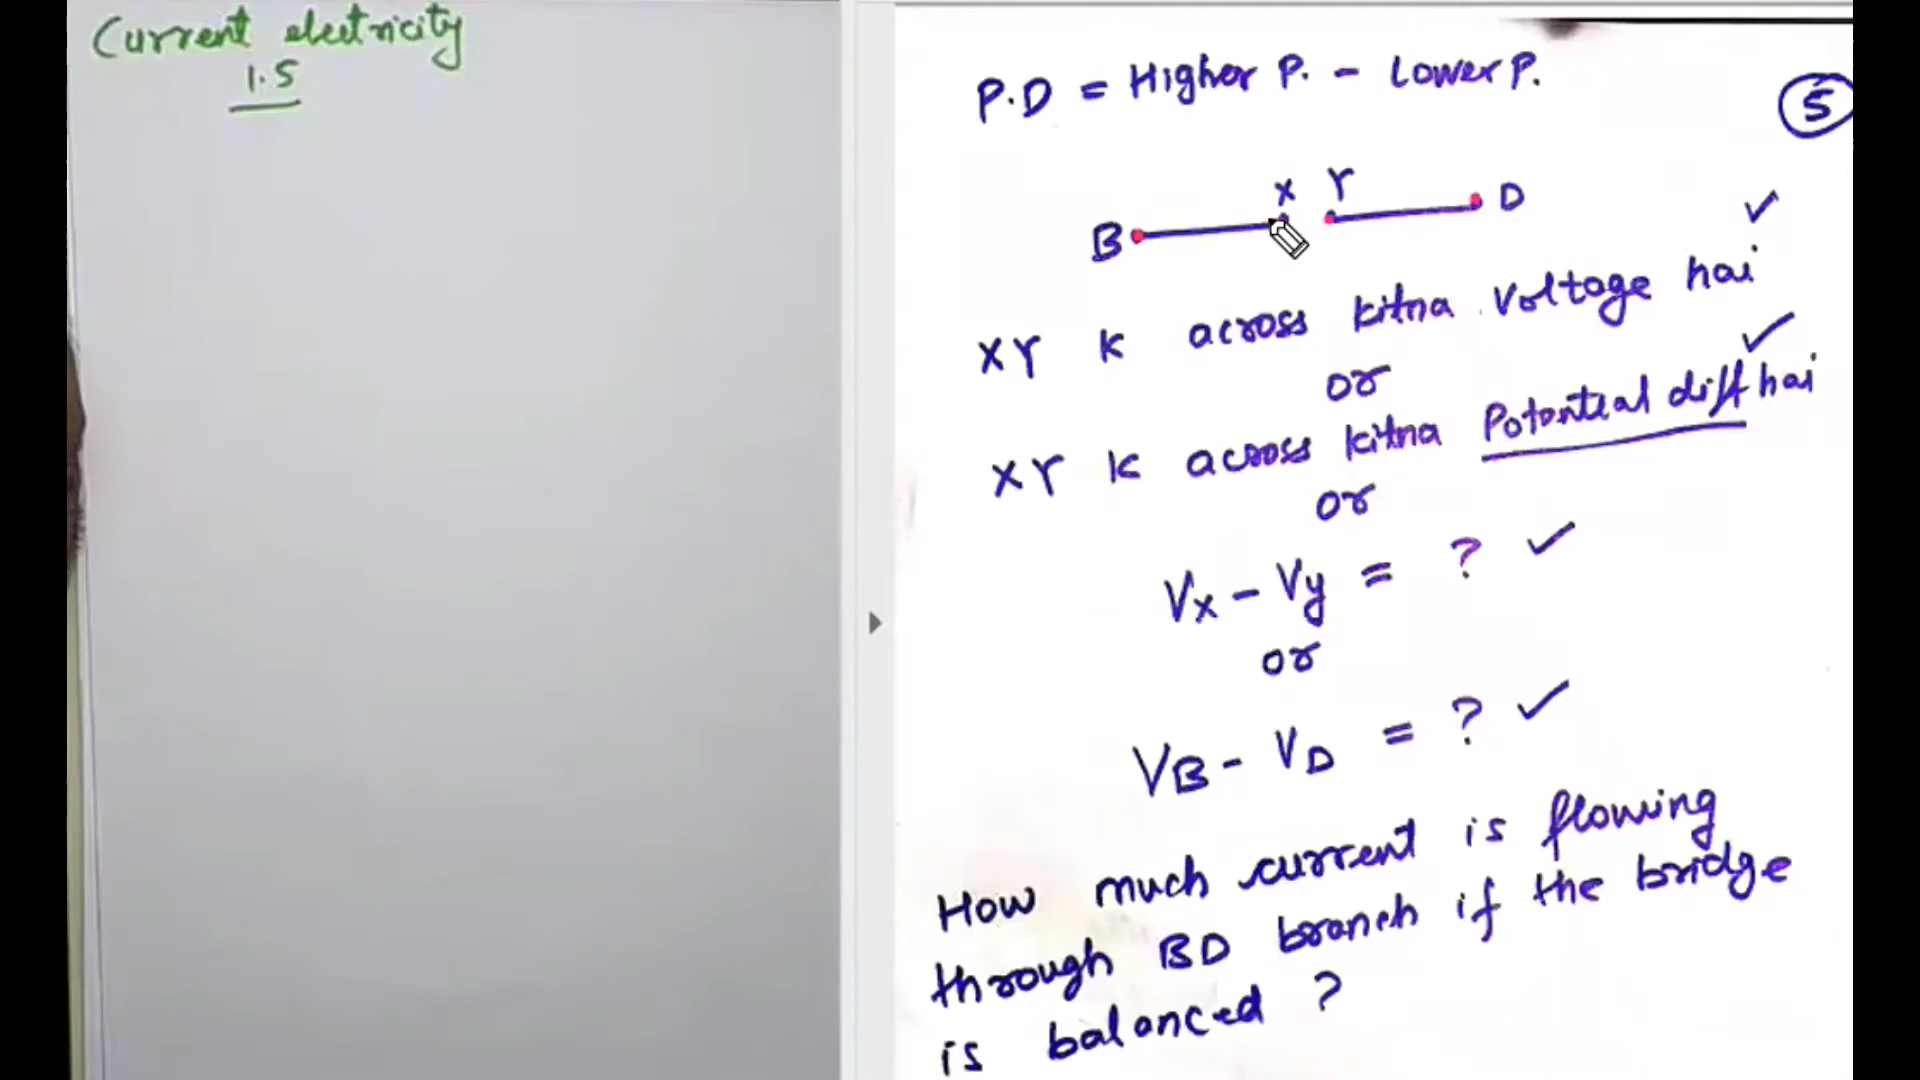 Current electricity
1.5
P.D = Higher P. - Lower P.
5
X Y
B D
XY K across kitna voltage hai
or
XY K across kitna Potential diff hai
or
Vx - Vy = ?
or
VB - VD = ?
How much current is flowing
through BD branch if the bridge
is balanced ?